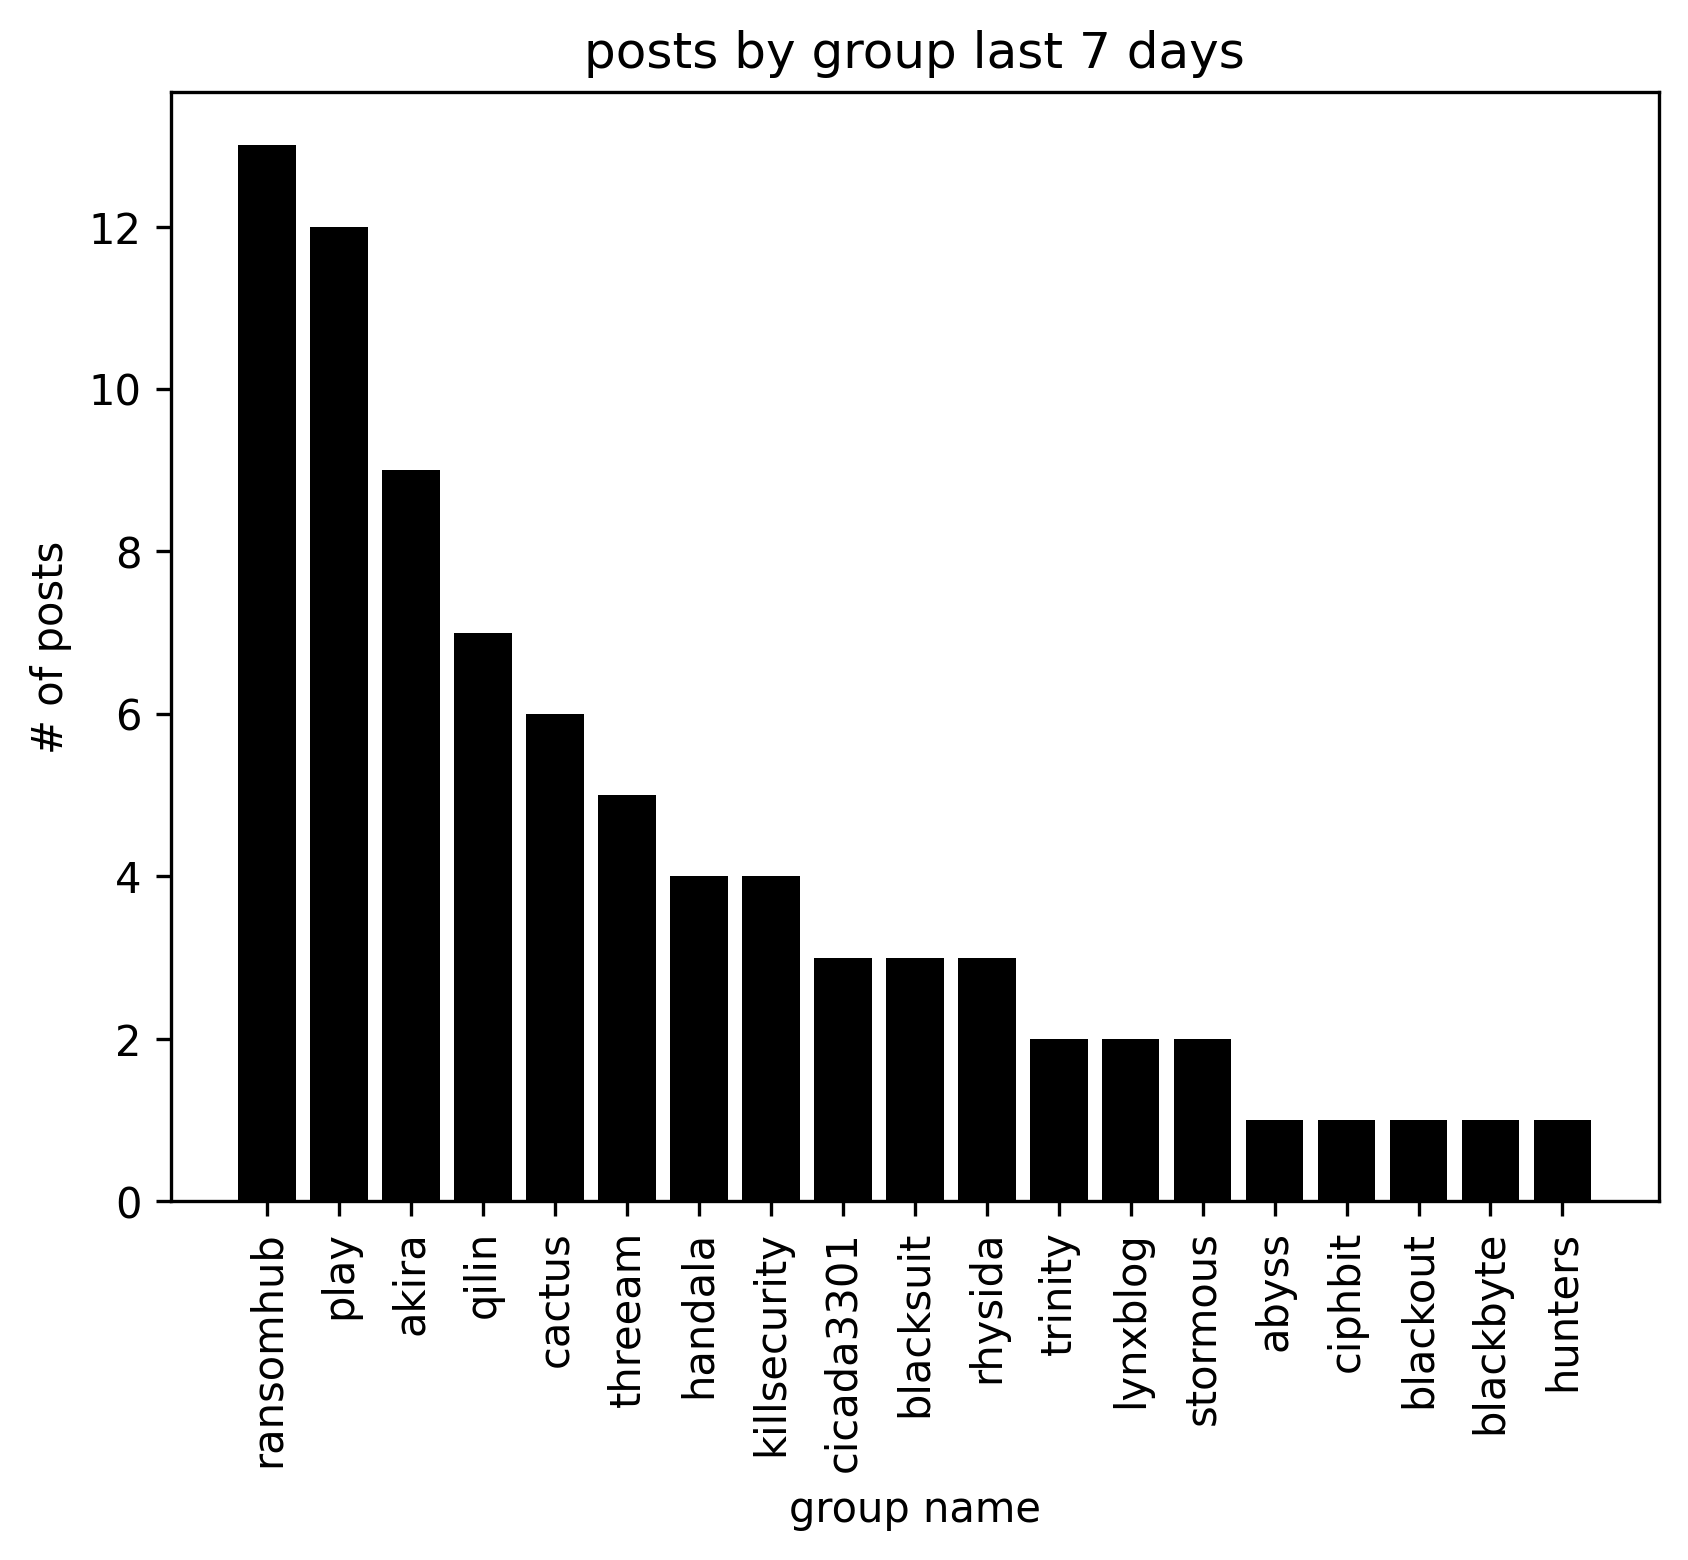 posts by group last 7 days
# of posts
12
10
8
6
4
2
0
ransomhub
play
akira
qilin
cactus
threeam
handala
killsecurity
cicada3301
blacksuit
rhysida
trinity
lynxblog
stormous
abyss
ciphbit
blackout
blackbyte
hunters
group name